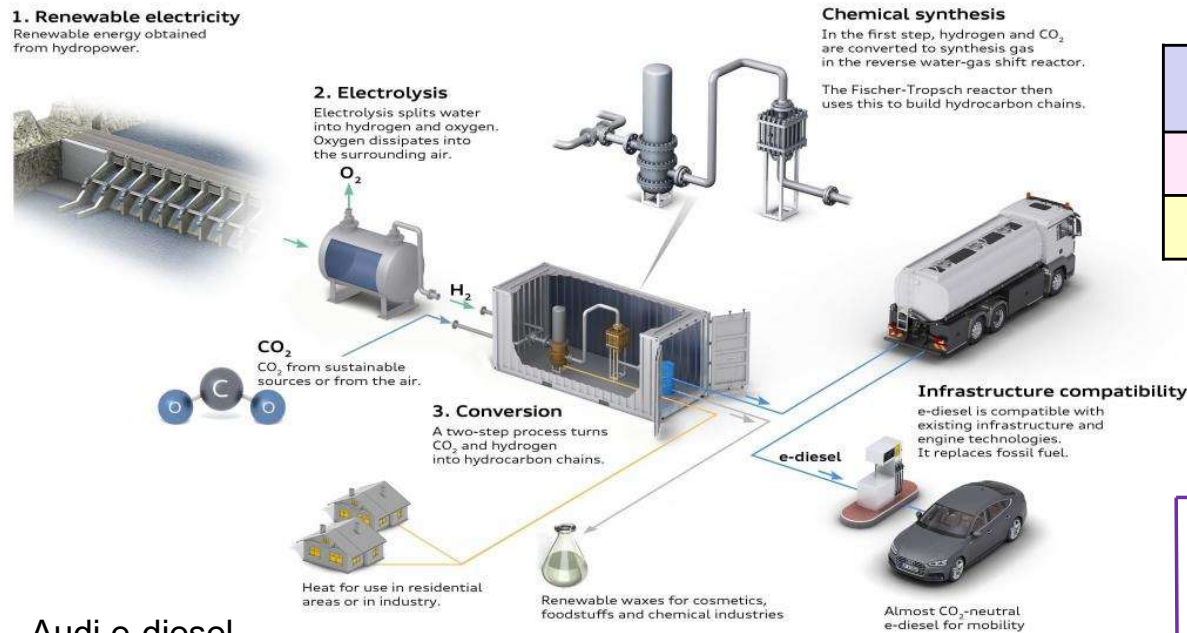 1. Renewable electricity
Renewable energy obtained
from hydropower.
2. Electrolysis
Electrolysis splits water
into hydrogen and oxygen.
Oxygen dissipates into
the surrounding air.
O₂
H₂
CO₂
CO₂ from sustainable
sources or from the air.
C
O
O
3. Conversion
A two-step process turns
CO₂ and hydrogen
into hydrocarbon chains.
Chemical synthesis
In the first step, hydrogen and CO₂
are converted to synthesis gas
in the reverse water-gas shift reactor.
The Fischer-Tropsch reactor then
uses this to build hydrocarbon chains.
Infrastructure compatibility
e-diesel is compatible with
existing infrastructure and
engine technologies.
It replaces fossil fuel.
e-diesel
Heat for use in residential
areas or in industry.
Renewable waxes for cosmetics,
foodstuffs and chemical industries
Almost CO₂-neutral
e-diesel for mobility
Audi e-diesel